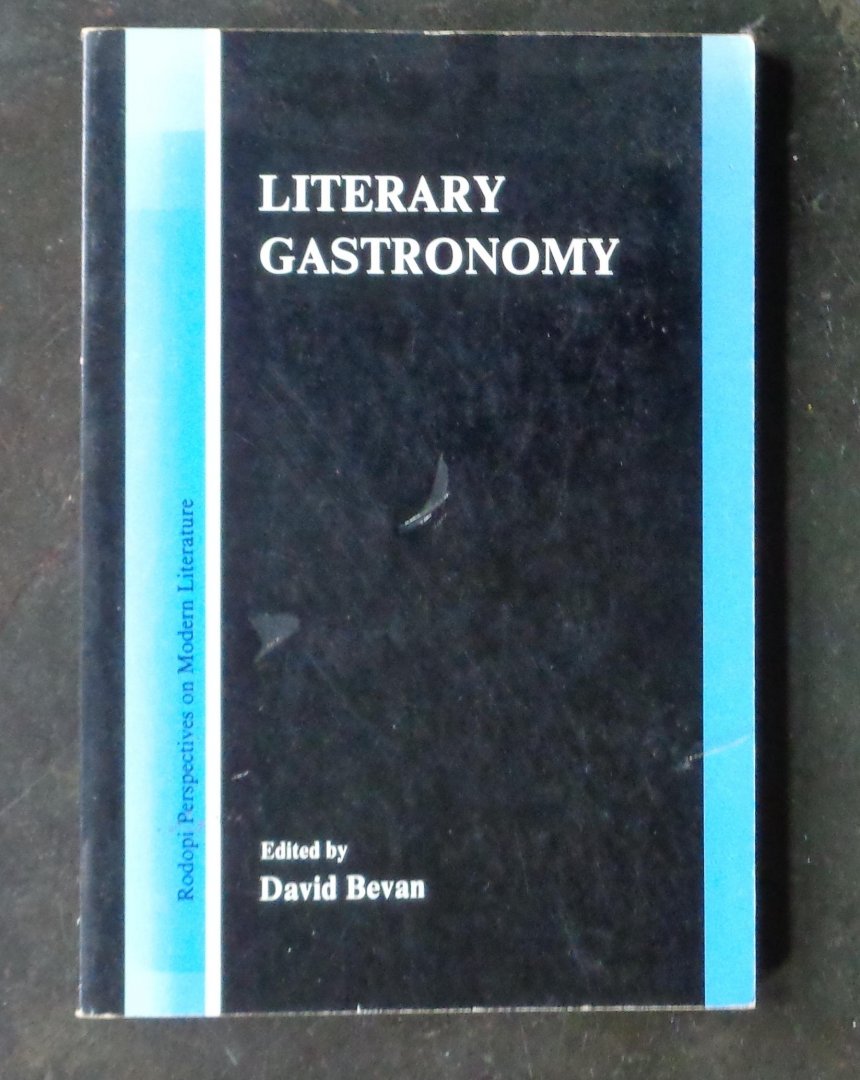 LITERARY
GASTRONOMY
Rodopi Perspectives on Modern Literature
Edited by
David Bevan